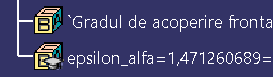 `Gradul de acoperire fronta
epsilon_alfa=1,471260689=